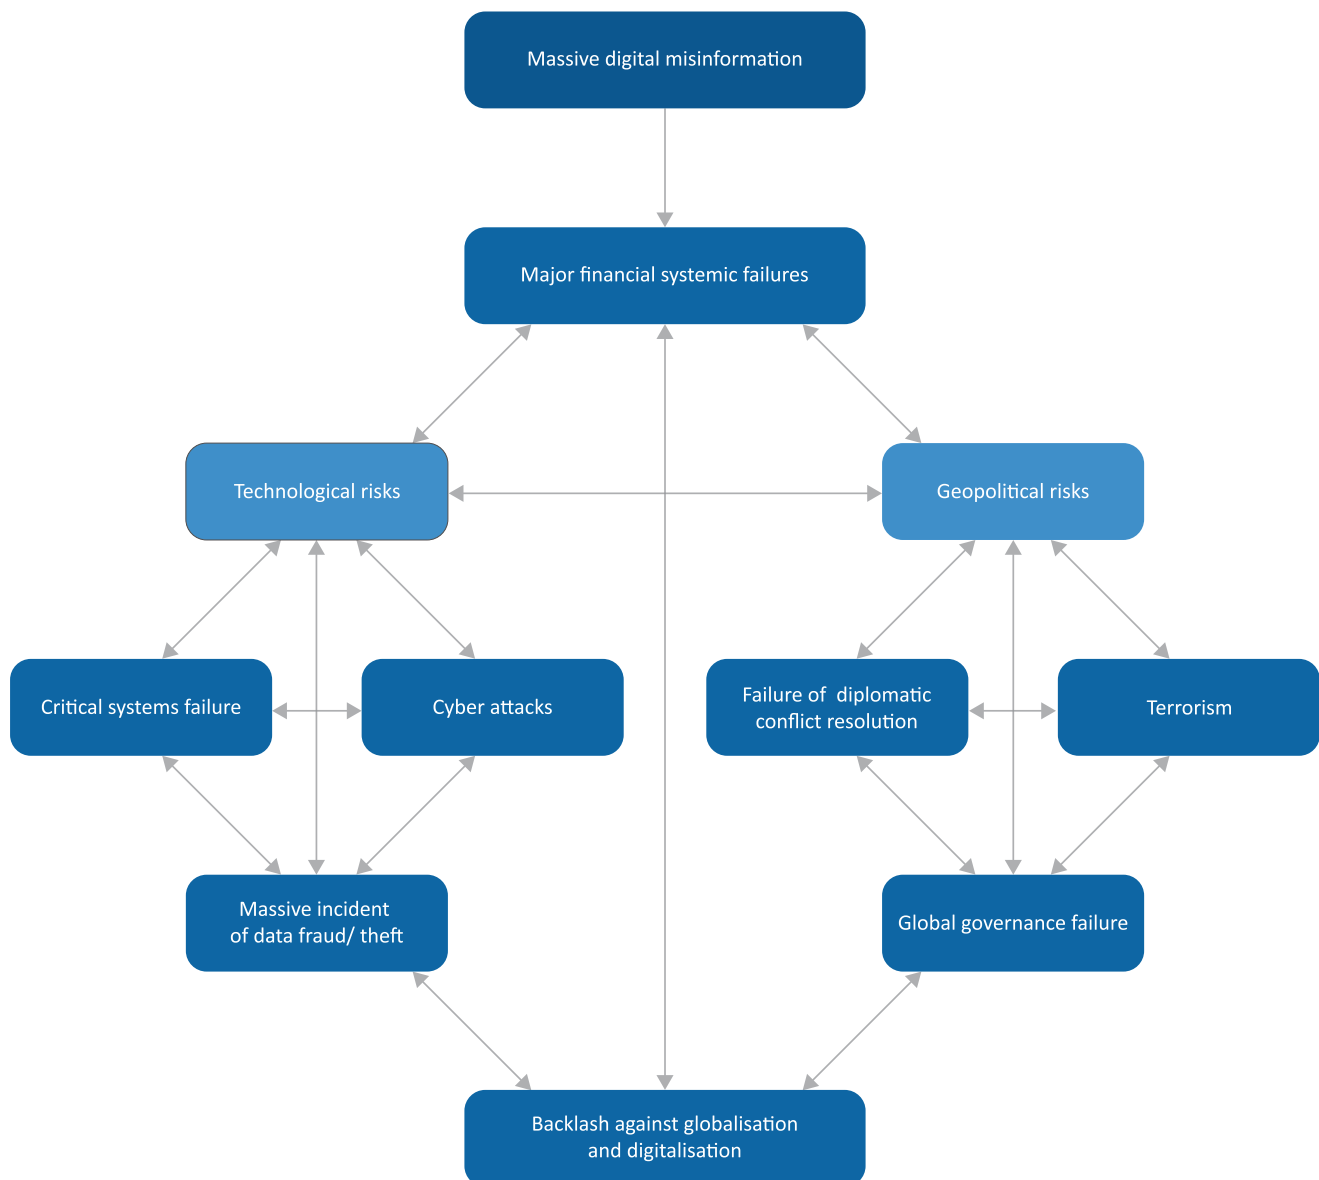 Massive digital misinformation
Major financial systemic failures
Technological risks
Geopolitical risks
Critical systems failure
Cyber attacks
Failure of diplomatic
conflict resolution
Terrorism
Massive incident
of data fraud/ theft
Global governance failure
Backlash against globalisation
and digitalisation